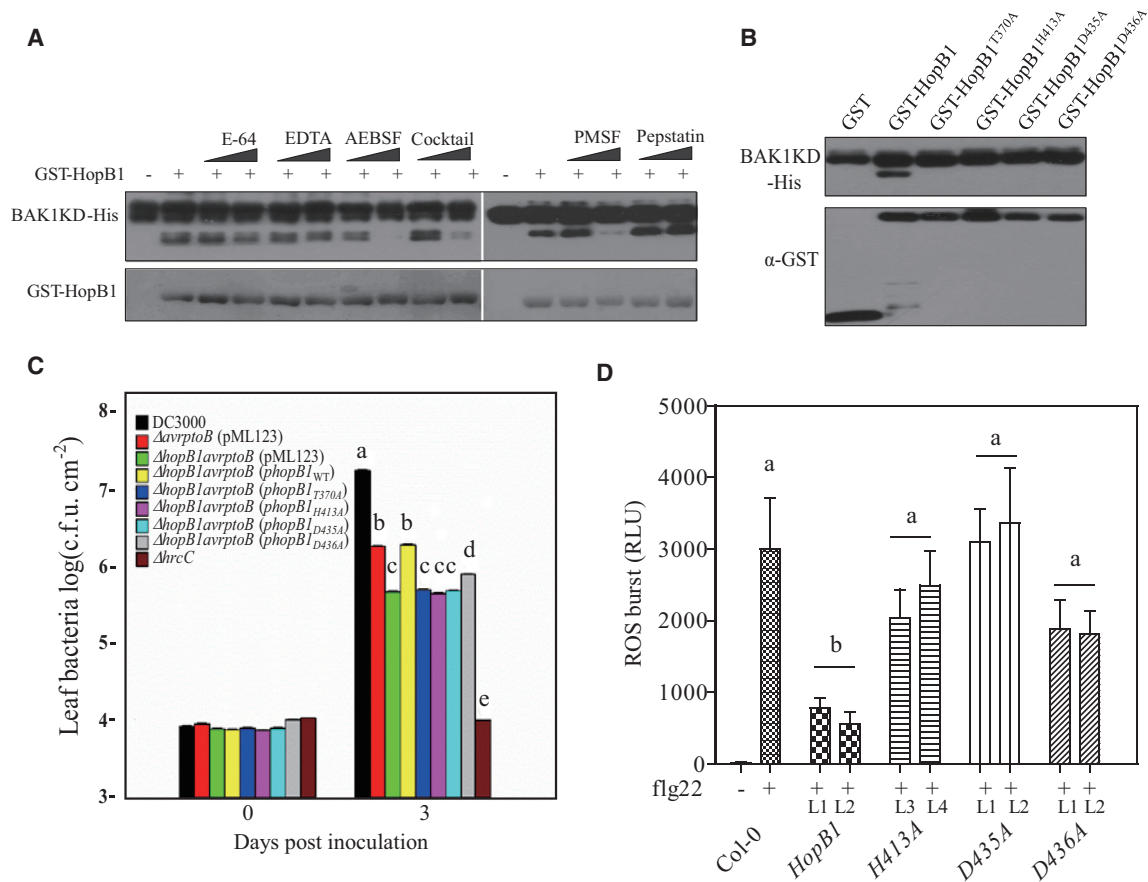 A
E-64 EDTA AEBSF Cocktail PMSF Pepstatin
GST-HopB1 - + + + + + + + + + - + + + + +
BAK1KD-His
GST-HopB1
B
GST
GST-HopB1
GST-HopB1T370A
GST-HopB1H413A
GST-HopB1D435A
GST-HopB1D436A
BAK1KD
-His
α-GST
C
Leaf bacteria log(c.f.u. cm-2)
8-
7-
6-
5-
4-
3-
DC3000
ΔavrptoB (pML123)
ΔhopB1avrptoB (pML123)
ΔhopB1avrptoB (phopB1WT)
ΔhopB1avrptoB (phopB1T370A)
ΔhopB1avrptoB (phopB1H413A)
ΔhopB1avrptoB (phopB1D435A)
ΔhopB1avrptoB (phopB1D436A)
ΔhrcC
a
b b
c c cc
d
e
0 3
Days post inoculation
D
ROS burst (RLU)
5000
4000
3000
2000
1000
0
a b a a a
flg22 - + + + + + + + + +
L1 L2 L3 L4 L1 L2 L1 L2
Col-0 HopB1 H413A D435A D436A